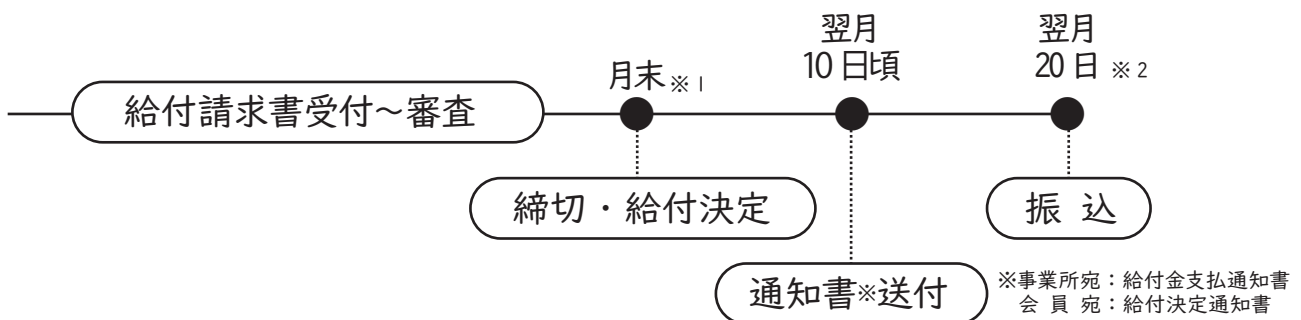 翌月
10日頃
翌月
20日 ※2
月末※1
給付請求書受付～審査
締切・給付決定
振 込
通知書※送付
※事業所宛：給付金支払通知書
会 員 宛：給付決定通知書